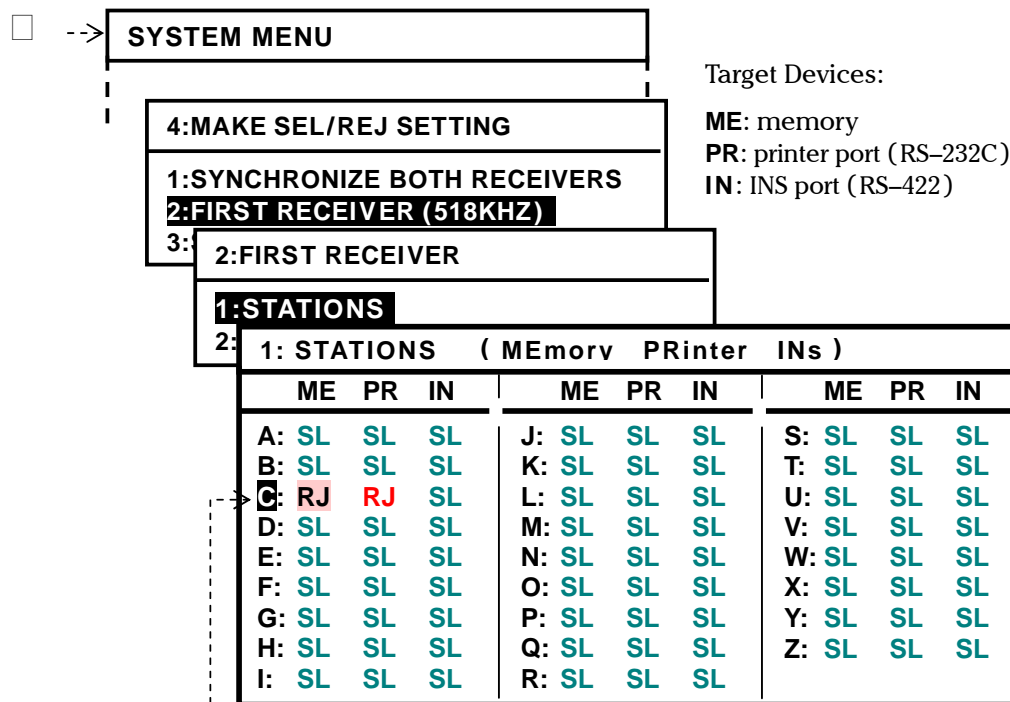 SYSTEM MENU
Target Devices:
ME: memory
PR: printer port (RS–232C)
IN: INS port (RS–422)
4:MAKE SEL/REJ SETTING
1:SYNCHRONIZE BOTH RECEIVERS
2:FIRST RECEIVER (518KHZ)
3:
2:FIRST RECEIVER
1:STATIONS
2:
1: STATIONS ( MEmorv PRinter INs )
ME PR IN ME PR IN ME PR IN
A: SL SL SL J: SL SL SL S: SL SL SL
B: SL SL SL K: SL SL SL T: SL SL SL
C: RJ RJ SL L: SL SL SL U: SL SL SL
D: SL SL SL M: SL SL SL V: SL SL SL
E: SL SL SL N: SL SL SL W: SL SL SL
F: SL SL SL O: SL SL SL X: SL SL SL
G: SL SL SL P: SL SL SL Y: SL SL SL
H: SL SL SL Q: SL SL SL Z: SL SL SL
I: SL SL SL R: SL SL SL